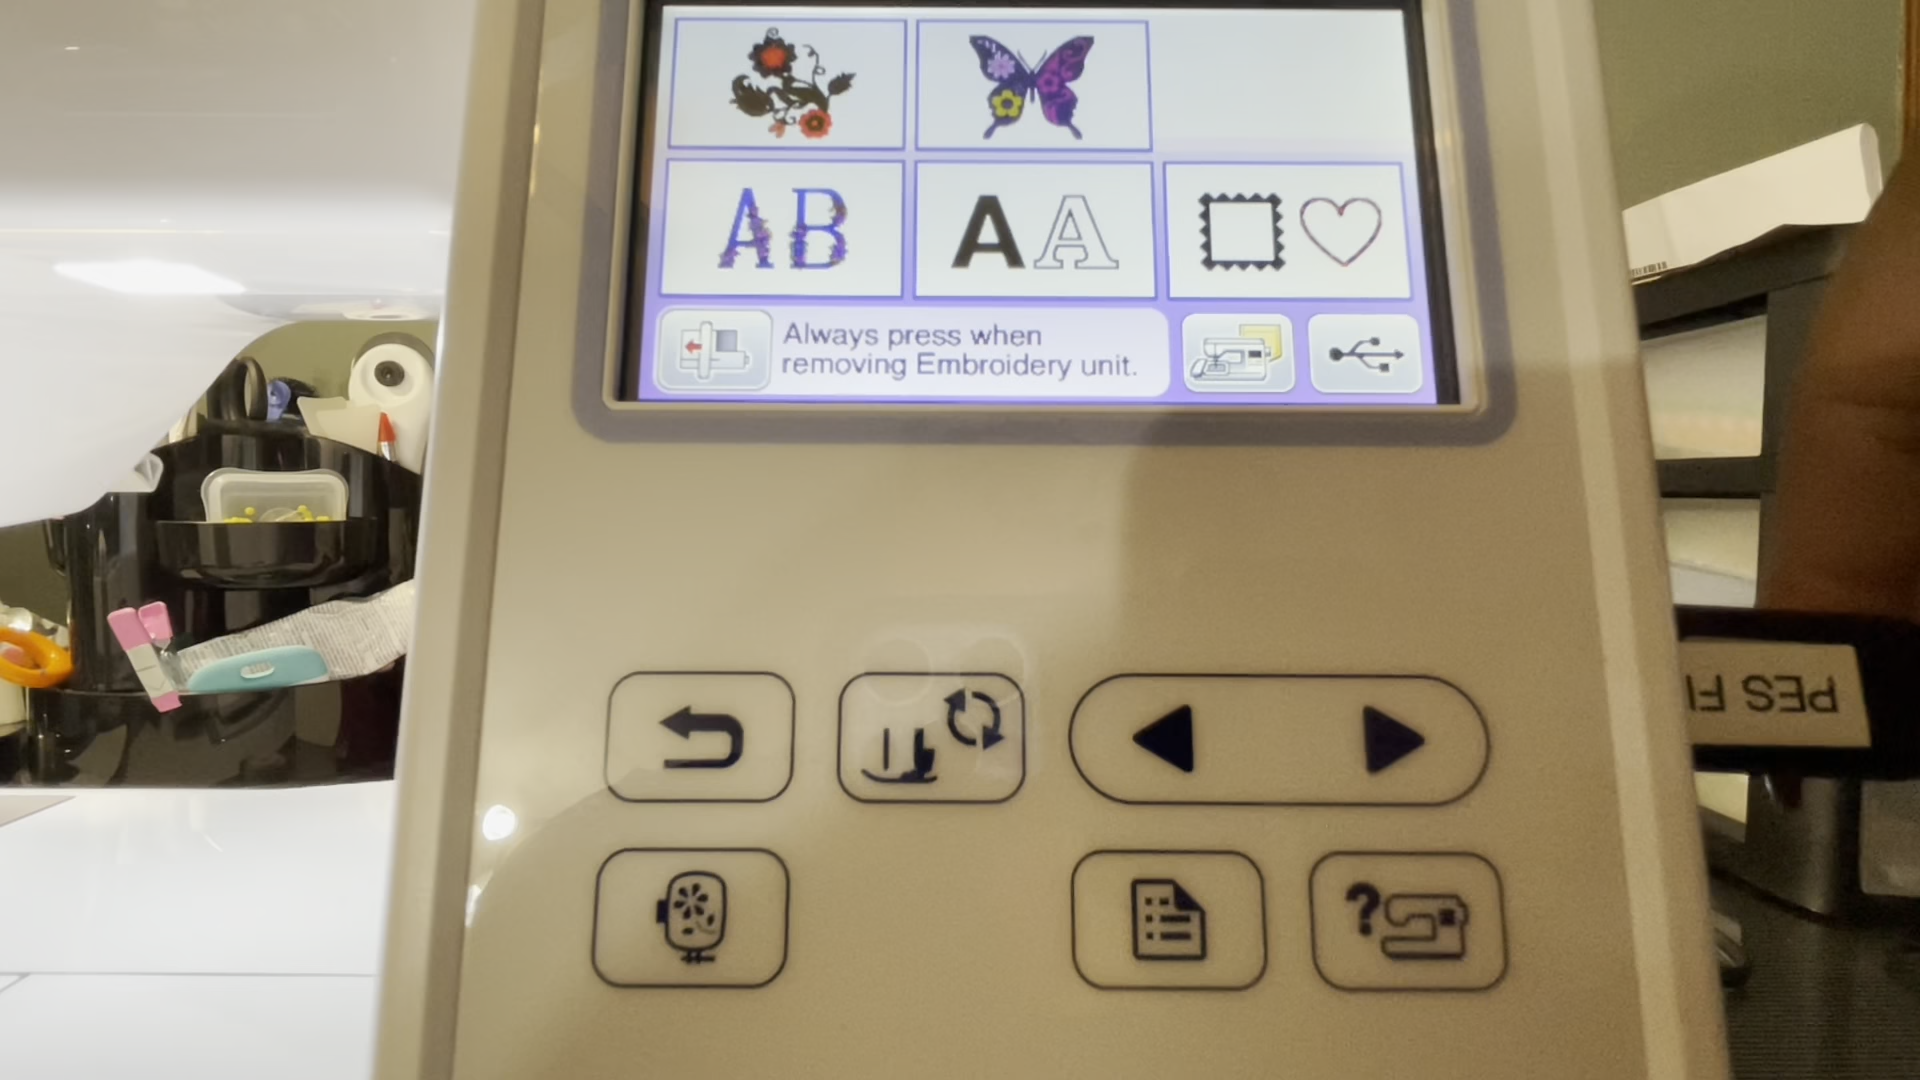 AB
A A
Always press when
removing Embroidery unit.
?
PES